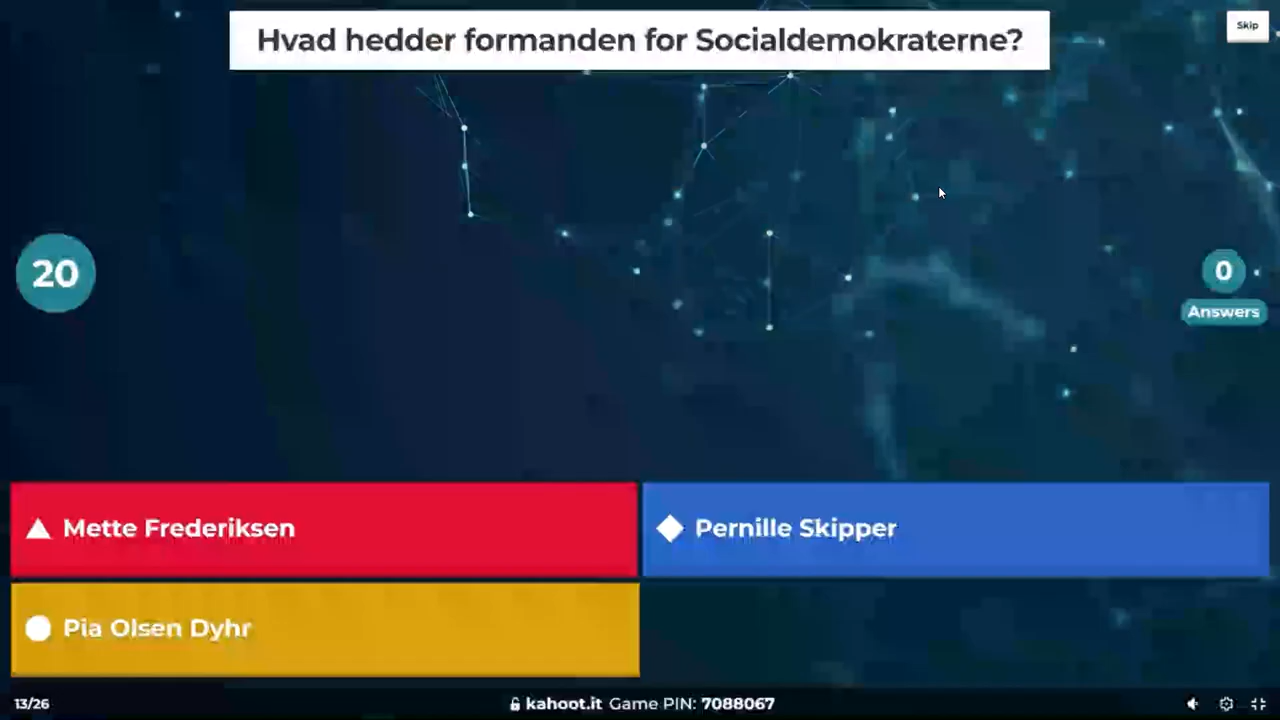 Hvad hedder formanden for Socialdemokraterne?
Skip
20
0
Answers
Mette Frederiksen
Pernille Skipper
Pia Olsen Dyhr
13/26
kahoot.it Game PIN: 7088067